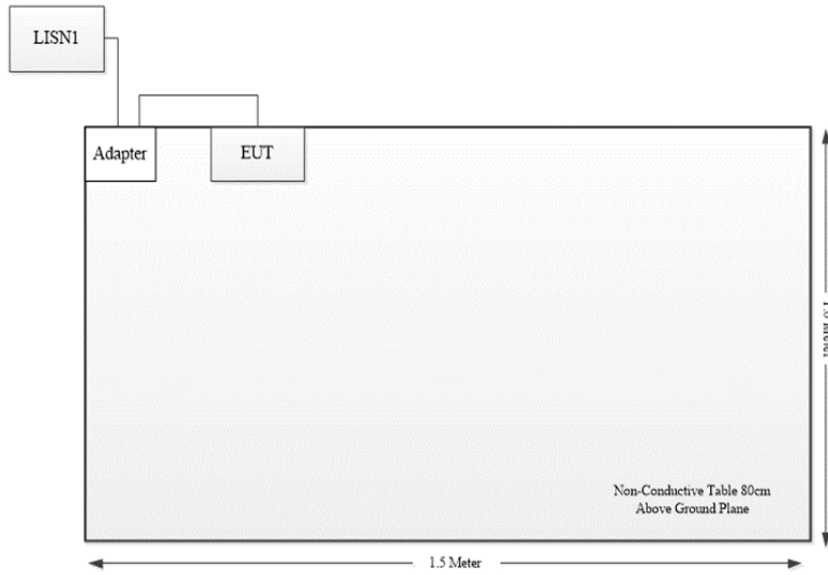 LISN1
Adapter
EUT
Non-Conductive Table 80cm
Above Ground Plane
1.5 Meter